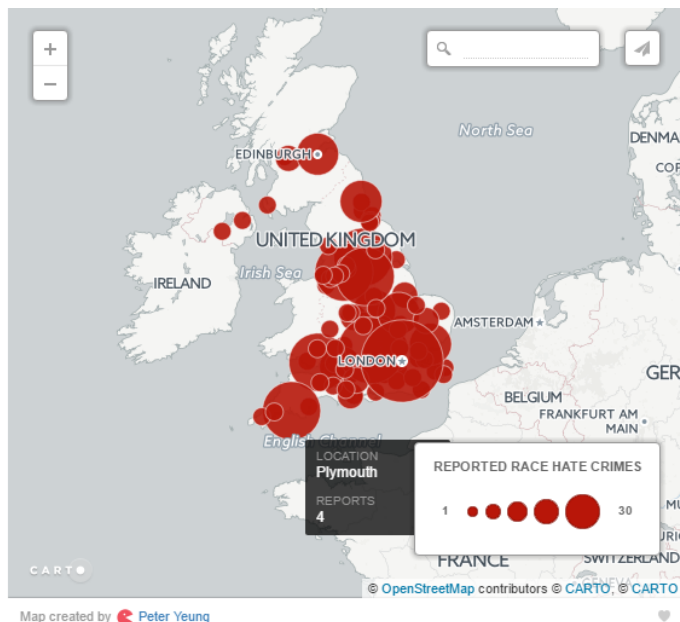 +
−
North Sea
DENMA
COP
EDINBURGH
UNITED KINGDOM
Irish Sea
IRELAND
AMSTERDAM
LONDON
GER
BELGIUM
FRANKFURT AM
MAIN
English Channel
LOCATION
Plymouth
REPORTS
4
REPORTED RACE HATE CRIMES
1 30
MU
SWITZERLAND
FRANCE
GENEVA
CARTO
© OpenStreetMap contributors © CARTO, © CARTO
Map created by Peter Yeung